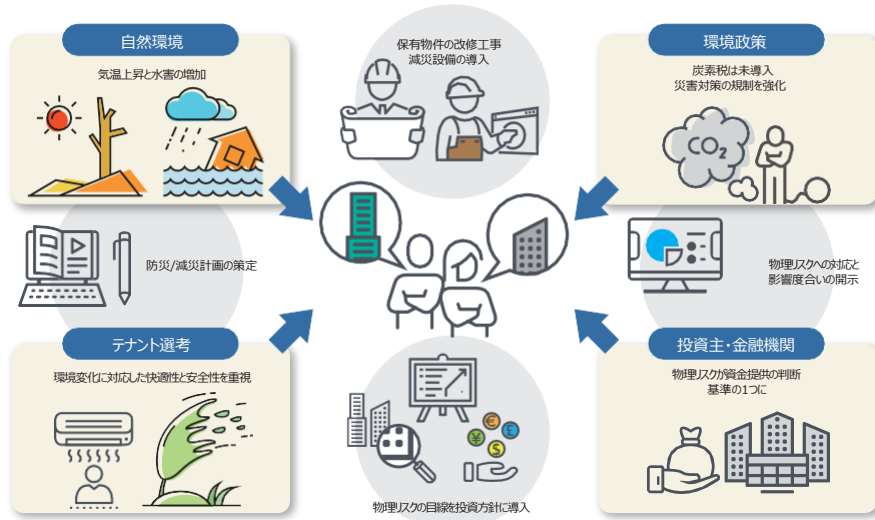 自然環境
気温上昇と水害の増加
保有物件の改修工事
減災設備の導入
環境政策
炭素税は未導入
災害対策の規制を強化
CO2
防災/減災計画の策定
物理リスクへの対応と
影響度合いの開示
テナント選考
環境変化に対応した快適性と安全性を重視
投資主・金融機関
物理リスクが資金提供の判断
基準の1つに
€
¥
£
$
物理リスクの目線を投資方針に導入